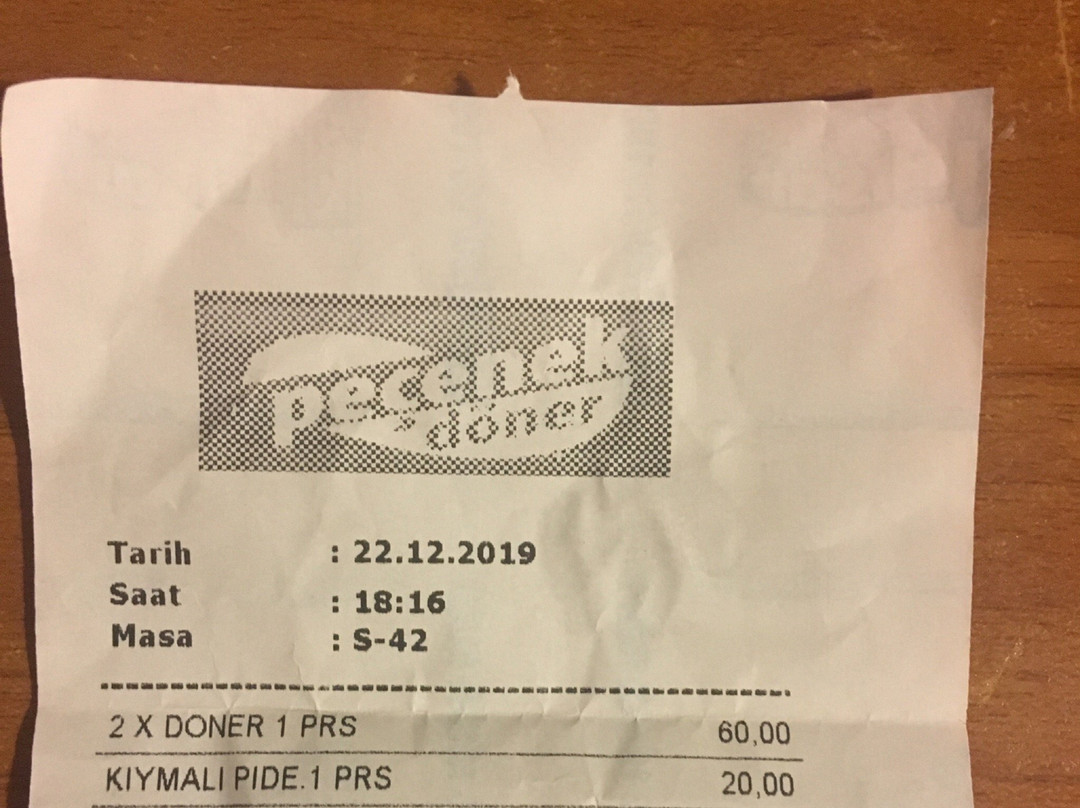 pecenek
döner
Tarih : 22.12.2019
Saat : 18:16
Masa : S-42
2 X DONER 1 PRS 60,00
KIYMALI PIDE.1 PRS 20,00